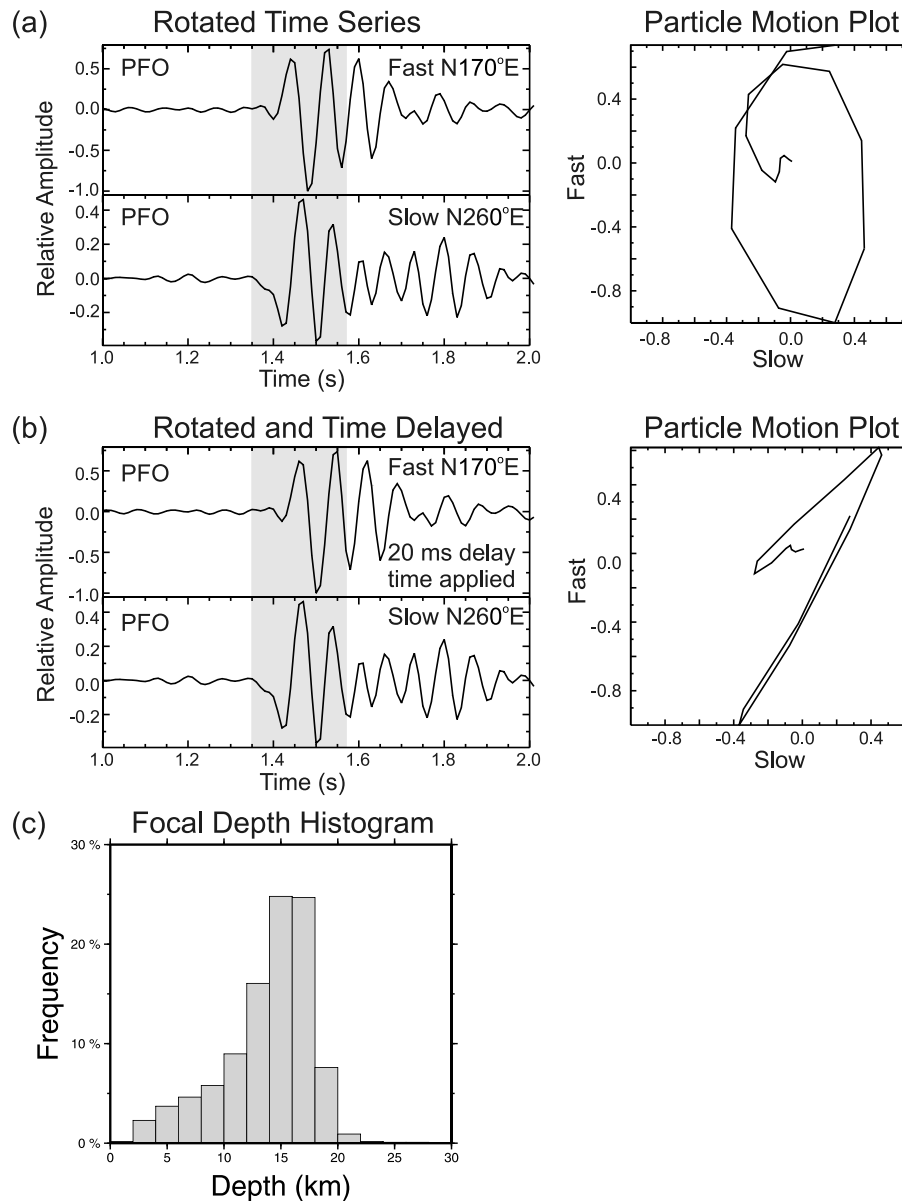 (a) Rotated Time Series
Particle Motion Plot
PFO
Fast N170°E
0.5
0.0
-0.5
-1.0
PFO
Slow N260°E
0.4
0.2
0.0
-0.2
Relative Amplitude
1.0 1.2 1.4 1.6 1.8 2.0
Time (s)
Fast
0.4
0.0
-0.4
-0.8
-0.8 -0.4 0.0 0.4
Slow
(b) Rotated and Time Delayed
Particle Motion Plot
PFO
Fast N170°E
20 ms delay
time applied
0.5
0.0
-0.5
-1.0
PFO
Slow N260°E
0.4
0.2
0.0
-0.2
Relative Amplitude
1.0 1.2 1.4 1.6 1.8 2.0
Time (s)
Fast
0.4
0.0
-0.4
-0.8
-0.8 -0.4 0.0 0.4
Slow
(c) Focal Depth Histogram
30 %
20 %
10 %
0 %
Frequency
0 5 10 15 20 25 30
Depth (km)